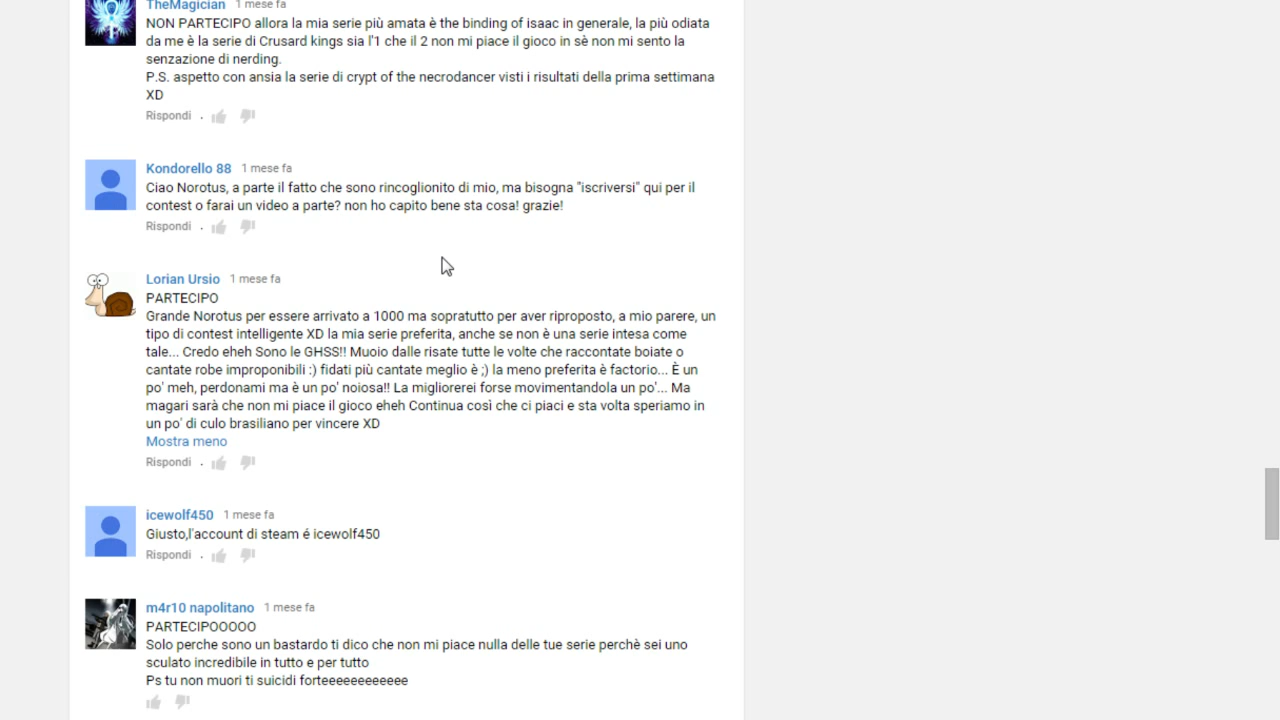 TheMagician 1 mese fa
NON PARTECIPO allora la mia serie più amata è the binding of isaac in generale, la più odiata
da me è la serie di Crusard kings sia l'1 che il 2 non mi piace il gioco in sè non mi sento la
senzazione di nerding.
P.S. aspetto con ansia la serie di crypt of the necrodancer visti i risultati della prima settimana
XD
Rispondi .
Kondorello 88 1 mese fa
Ciao Norotus, a parte il fatto che sono rincoglionito di mio, ma bisogna "iscriversi" qui per il
contest o farai un video a parte? non ho capito bene sta cosa! grazie!
Rispondi .
Lorian Ursio 1 mese fa
PARTECIPO
Grande Norotus per essere arrivato a 1000 ma sopratutto per aver riproposto, a mio parere, un
tipo di contest intelligente XD la mia serie preferita, anche se non è una serie intesa come
tale... Credo eheh Sono le GHSS!! Muoio dalle risate tutte le volte che raccontate boiate o
cantate robe improponibili :) fidati più cantate meglio è ;) la meno preferita è factorio... È un
po' meh, perdonami ma è un po' noiosa!! La migliorerei forse movimentandola un po'... Ma
magari sarà che non mi piace il gioco eheh Continua così che ci piaci e sta volta speriamo in
un po' di culo brasiliano per vincere XD
Mostra meno
Rispondi .
icewolf450 1 mese fa
Giusto,l'account di steam é icewolf450
Rispondi .
m4r10 napolitano 1 mese fa
PARTECIPOOOOO
Solo perche sono un bastardo ti dico che non mi piace nulla delle tue serie perchè sei uno
sculato incredibile in tutto e per tutto
Ps tu non muori ti suicidi forteeeeeeeeeee